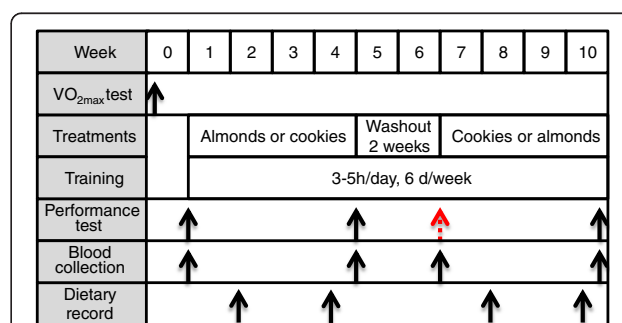 Week 0 1 2 3 4 5 6 7 8 9 10
VO2max test
Treatments Almonds or cookies Washout 2 weeks Cookies or almonds
Training 3-5h/day, 6 d/week
Performance
test
Blood
collection
Dietary
record